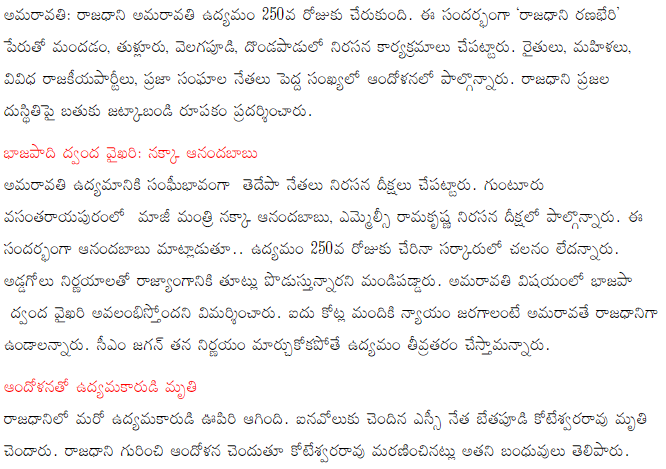 అమరావతి: రాజధాని అమరావతి ఉద్యమం 250వ రోజుకు చేరుకుంది. ఈ సందర్భంగా 'రాజధాని రణభేరి'
పేరుతో మందడం, తుళ్లూరు, వెలగపూడి, దొండపాడులో నిరసన కార్యక్రమాలు చేపట్టారు. రైతులు, మహిళలు,
వివిధ రాజకీయపార్టీలు, ప్రజా సంఘాల నేతలు పెద్ద సంఖ్యలో ఆందోళనలో పాల్గొన్నారు. రాజధాని ప్రజల
దుస్థితిపై బతుకు జట్కాబండి రూపకం ప్రదర్శించారు.
భాజపాది ద్వంద వైఖరి: నక్కా ఆనందబాబు
అమరావతి ఉద్యమానికి సంఘీభావంగా తెదేపా నేతలు నిరసన దీక్షలు చేపట్టారు. గుంటూరు
వసంతరాయపురంలో మాజీ మంత్రి నక్కా ఆనందబాబు, ఎమ్మెల్సీ రామకృష్ణ నిరసన దీక్షలో పాల్గొన్నారు. ఈ
సందర్భంగా ఆనందబాబు మాట్లాడుతూ.. ఉద్యమం 250వ రోజుకు చేరినా సర్కారులో చలనం లేదన్నారు.
అడ్డగోలు నిర్ణయాలతో రాజ్యాంగానికి తూట్లు పొడుస్తున్నారని మండిపడ్డారు. అమరావతి విషయంలో భాజపా
ద్వంద వైఖరి అవలంభిస్తోందని విమర్శించారు. ఐదు కోట్ల మందికి న్యాయం జరగాలంటే అమరావతే రాజధానిగా
ఉండాలన్నారు. సీఎం జగన్ తన నిర్ణయం మార్చుకోకపోతే ఉద్యమం తీవ్రతరం చేస్తామన్నారు.
ఆందోళనతో ఉద్యమకారుడి మృతి
రాజధానిలో మరో ఉద్యమకారుడి ఊపిరి ఆగింది. ఐనవోలుకు చెందిన ఎస్సీ నేత బేతపూడి కోటేశ్వరరావు మృతి
చెందారు. రాజధాని గురించి ఆందోళన చెందుతూ కోటేశ్వరరావు మరణించినట్లు అతని బంధువులు తెలిపారు.